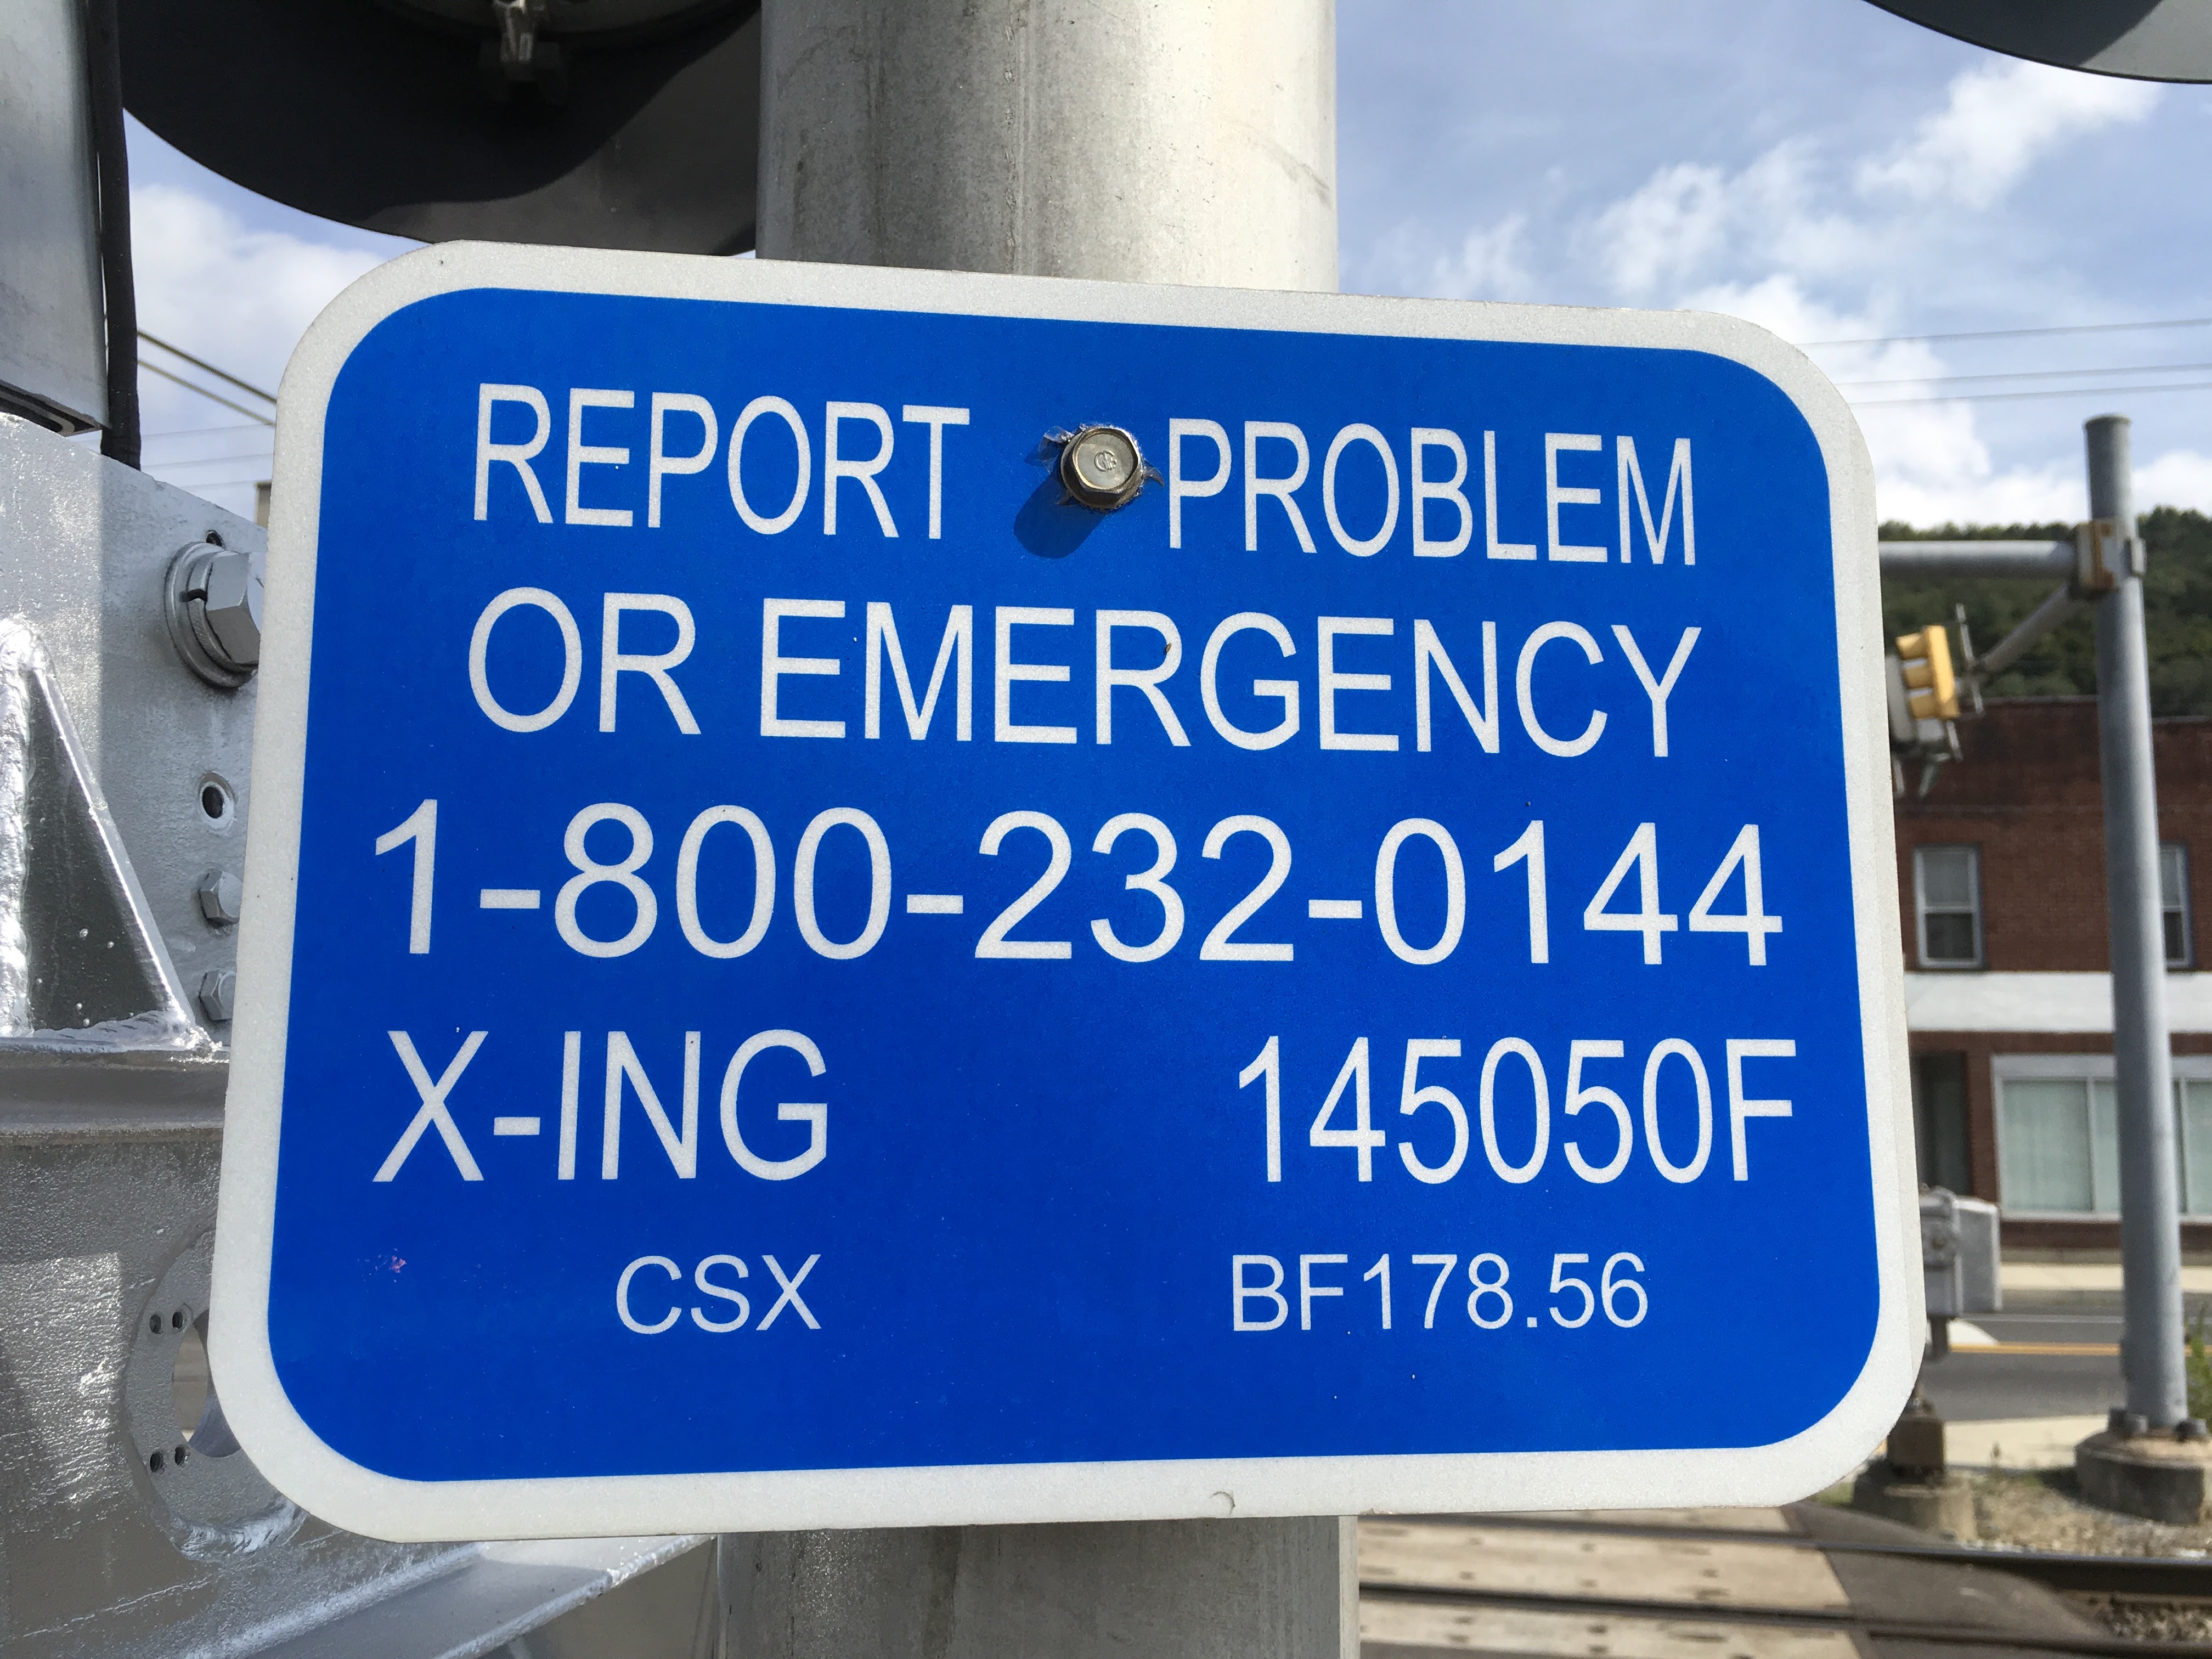 REPORT PROBLEM
OR EMERGENCY
1-800-232-0144
X-ING 145050F
CSX BF178.56